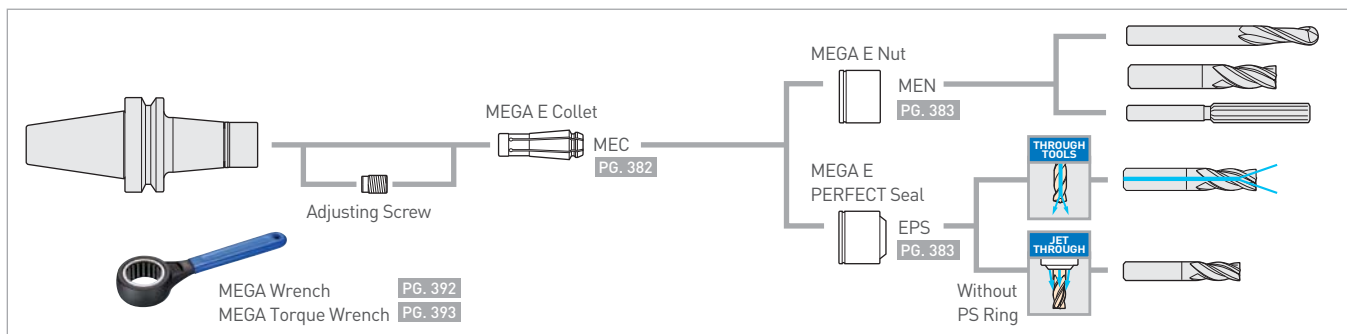 MEGA E Nut
MEN
PG. 383
MEGA E Collet
MEC
PG. 382
Adjusting Screw
THROUGH
TOOLS
MEGA E
PERFECT Seal
EPS
PG. 383
JET
THROUGH
Without
PS Ring
MEGA Wrench PG. 392
MEGA Torque Wrench PG. 393